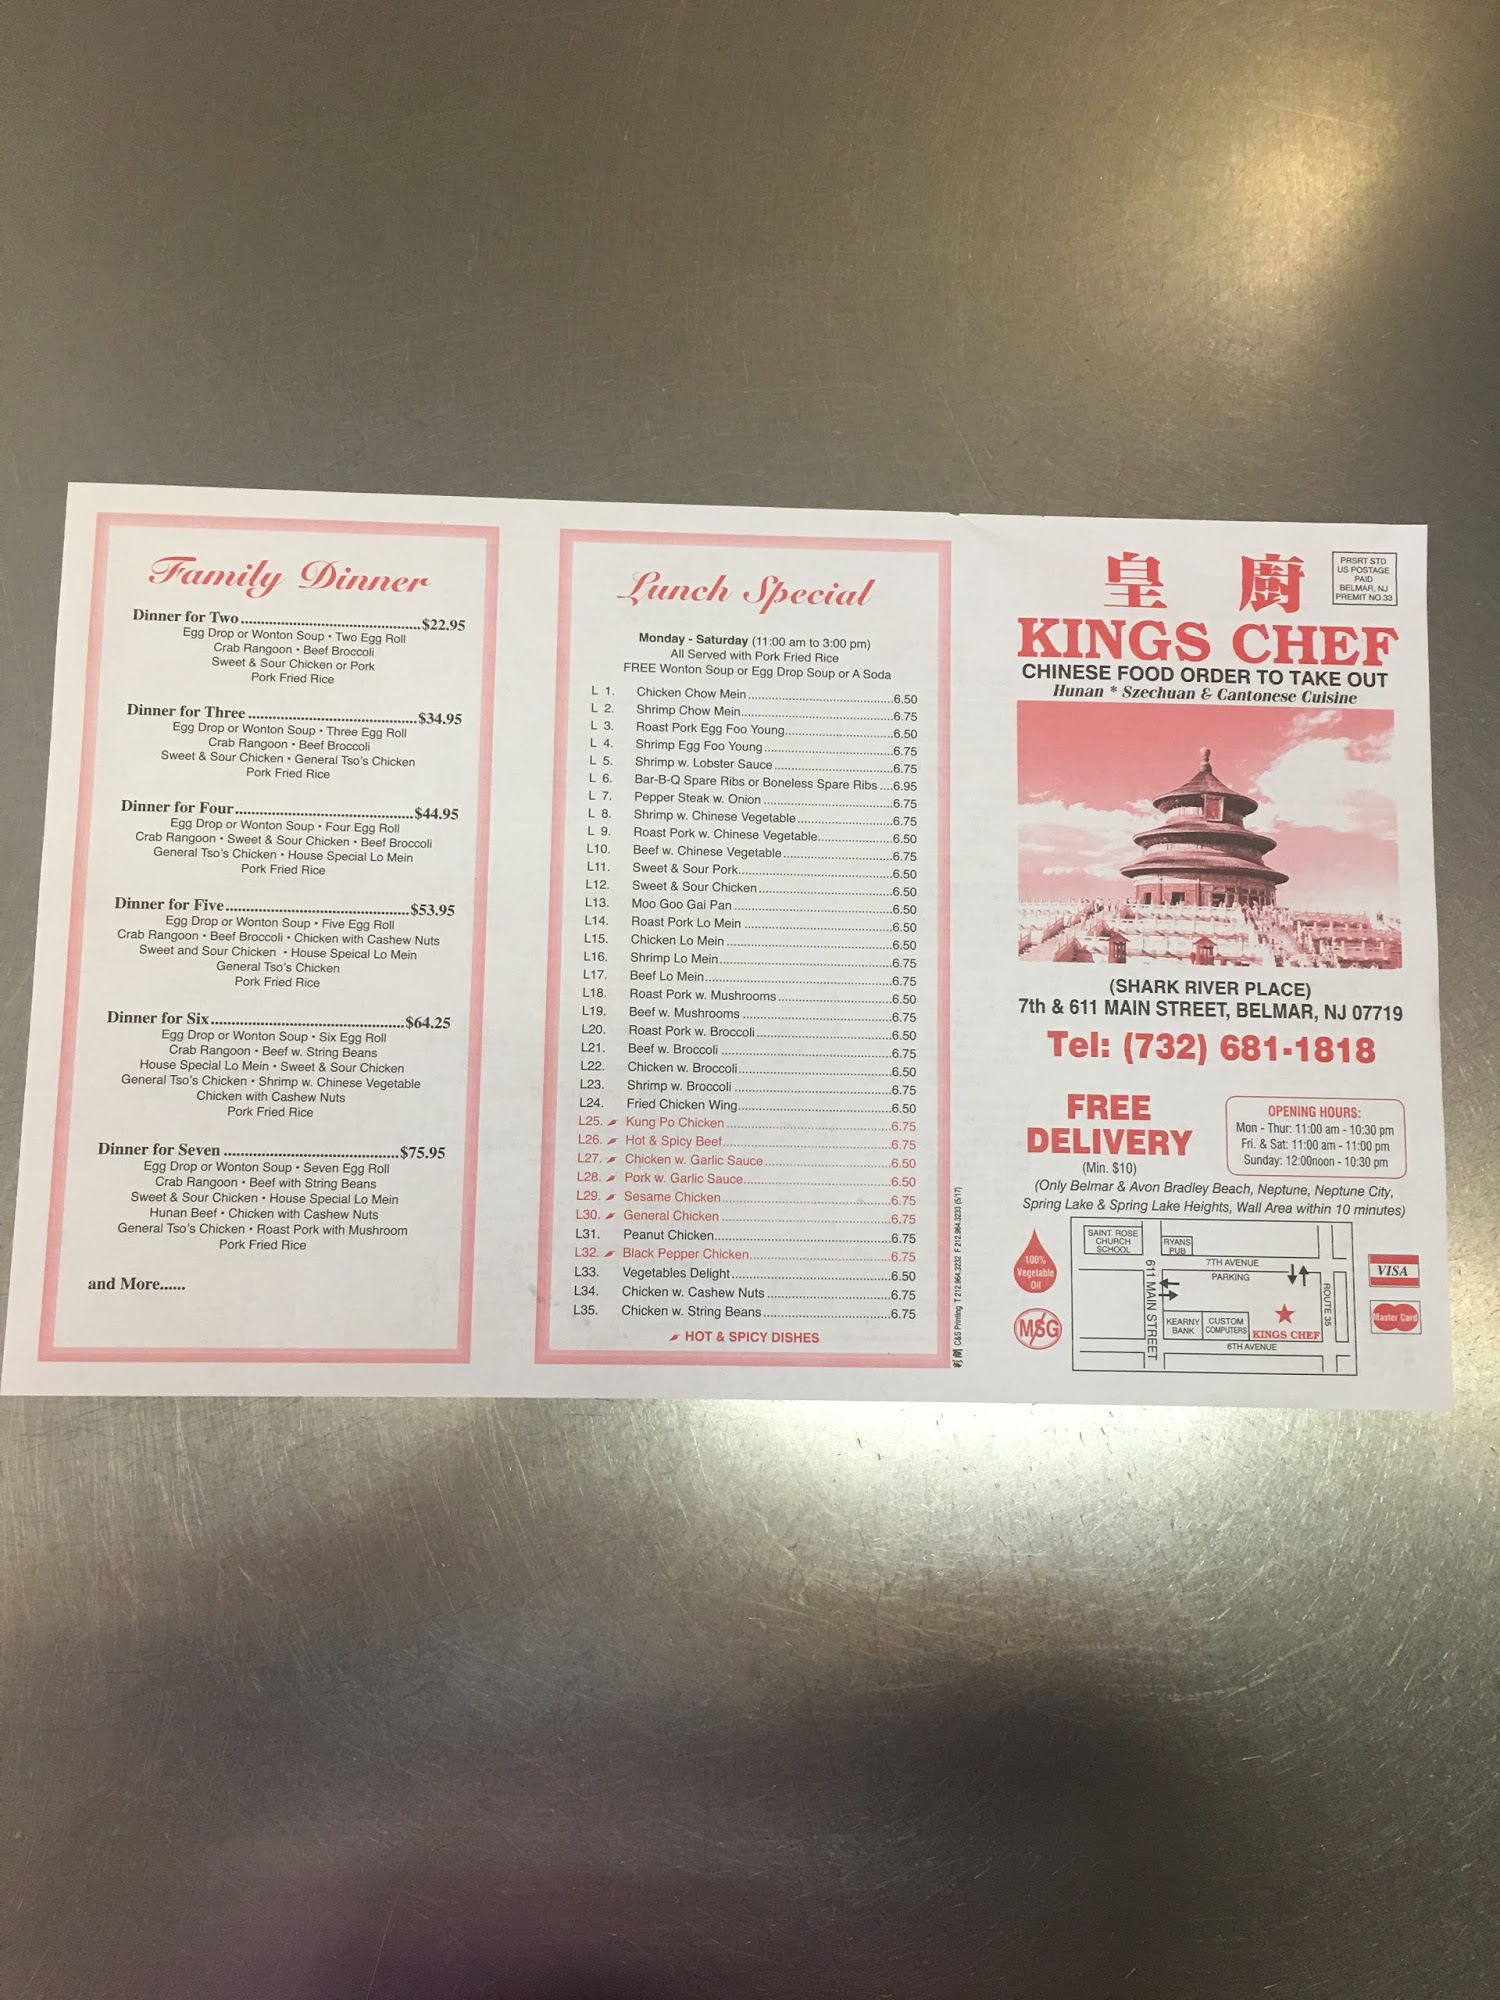 Family Dinner
Dinner for Two..........$22.95
Egg Drop or Wonton Soup • Two Egg Roll
Crab Rangoon • Beef Broccoli
Sweet & Sour Chicken or Pork
Pork Fried Rice
Dinner for Three..........$34.95
Egg Drop or Wonton Soup • Three Egg Roll
Crab Rangoon • Beef Broccoli
Sweet & Sour Chicken • General Tso's Chicken
Pork Fried Rice
Dinner for Four..........$44.95
Egg Drop or Wonton Soup • Four Egg Roll
Crab Rangoon • Sweet & Sour Chicken • Beef Broccoli
General Tso's Chicken • House Special Lo Mein
Pork Fried Rice
Dinner for Five..........$53.95
Egg Drop or Wonton Soup • Five Egg Roll
Crab Rangoon • Beef Broccoli • Chicken with Cashew Nuts
Sweet and Sour Chicken • House Speical Lo Mein
General Tso's Chicken
Pork Fried Rice
Dinner for Six..........$64.25
Egg Drop or Wonton Soup • Six Egg Roll
Crab Rangoon • Beef w. String Beans
House Special Lo Mein • Sweet & Sour Chicken
General Tso's Chicken • Shrimp w. Chinese Vegetable
Chicken with Cashew Nuts
Pork Fried Rice
Dinner for Seven..........$75.95
Egg Drop or Wonton Soup • Seven Egg Roll
Crab Rangoon • Beef with String Beans
Sweet & Sour Chicken • House Special Lo Mein
Hunan Beef • Chicken with Cashew Nuts
General Tso's Chicken • Roast Pork with Mushroom
Pork Fried Rice
and More......
Lunch Special
Monday - Saturday (11:00 am to 3:00 pm)
All Served with Pork Fried Rice
FREE Wonton Soup or Egg Drop Soup or A Soda
L 1. Chicken Chow Mein..........6.50
L 2. Shrimp Chow Mein..........6.75
L 3. Roast Pork Egg Foo Young..........6.50
L 4. Shrimp Egg Foo Young..........6.75
L 5. Shrimp w. Lobster Sauce..........6.75
L 6. Bar-B-Q Spare Ribs or Boneless Spare Ribs....6.95
L 7. Pepper Steak w. Onion..........6.75
L 8. Shrimp w. Chinese Vegetable..........6.75
L 9. Roast Pork w. Chinese Vegetable..........6.50
L10. Beef w. Chinese Vegetable..........6.75
L11. Sweet & Sour Pork..........6.50
L12. Sweet & Sour Chicken..........6.50
L13. Moo Goo Gai Pan..........6.50
L14. Roast Pork Lo Mein..........6.50
L15. Chicken Lo Mein..........6.50
L16. Shrimp Lo Mein..........6.75
L17. Beef Lo Mein..........6.75
L18. Roast Pork w. Mushrooms..........6.50
L19. Beef w. Mushrooms..........6.75
L20. Roast Pork w. Broccoli..........6.50
L21. Beef w. Broccoli..........6.75
L22. Chicken w. Broccoli..........6.50
L23. Shrimp w. Broccoli..........6.75
L24. Fried Chicken Wing..........6.50
L25. Kung Po Chicken..........6.75
L26. Hot & Spicy Beef..........6.75
L27. Chicken w. Garlic Sauce..........6.50
L28. Pork w. Garlic Sauce..........6.50
L29. Sesame Chicken..........6.75
L30. General Chicken..........6.75
L31. Peanut Chicken..........6.75
L32. Black Pepper Chicken..........6.75
L33. Vegetables Delight..........6.50
L34. Chicken w. Cashew Nuts..........6.75
L35. Chicken w. String Beans..........6.75
HOT & SPICY DISHES
C&S Printing T 212.964.3232 F 212.964.3233 (5/17)
皇 廚
PRSRT STD
US POSTAGE
PAID
BELMAR, NJ
PREMIT NO.33
KINGS CHEF
CHINESE FOOD ORDER TO TAKE OUT
Hunan * Szechuan & Cantonese Cuisine
(SHARK RIVER PLACE)
7th & 611 MAIN STREET, BELMAR, NJ 07719
Tel: (732) 681-1818
FREE
DELIVERY
(Min. $10)
OPENING HOURS:
Mon - Thur: 11:00 am - 10:30 pm
Fri. & Sat: 11:00 am - 11:00 pm
Sunday: 12:00noon - 10:30 pm
(Only Belmar & Avon Bradley Beach, Neptune, Neptune City,
Spring Lake & Spring Lake Heights, Wall Area within 10 minutes)
100%
Vegetable
Oil
MSG
SAINT. ROSE
CHURCH
SCHOOL
RYANS
PUB
7TH AVENUE
PARKING
611 MAIN STREET
KEARNY
BANK
CUSTOM
COMPUTERS
KINGS CHEF
ROUTE 35
6TH AVENUE
VISA
Master Card